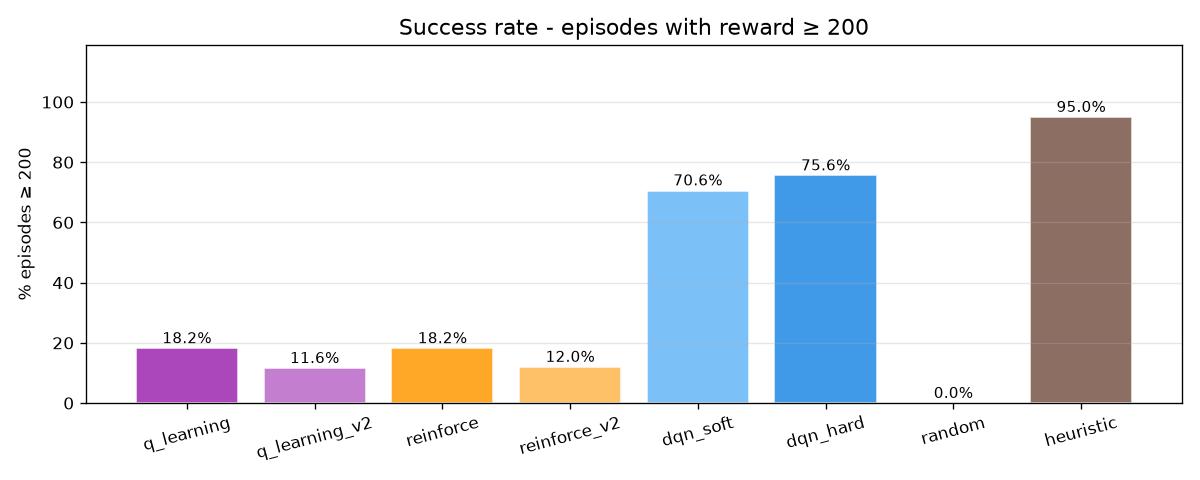 Success rate - episodes with reward ≥ 200
% episodes ≥ 200
100
80
60
40
20
0
18.2%
11.6%
18.2%
12.0%
70.6%
75.6%
0.0%
95.0%
q_learning
q_learning_v2
reinforce
reinforce_v2
dqn_soft
dqn_hard
random
heuristic